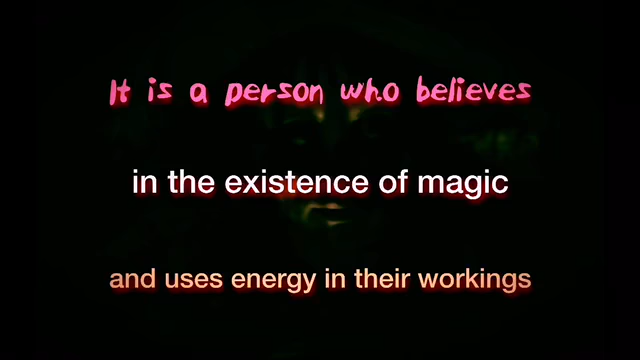 It is a person who believes
in the existence of magic
and uses energy in their workings